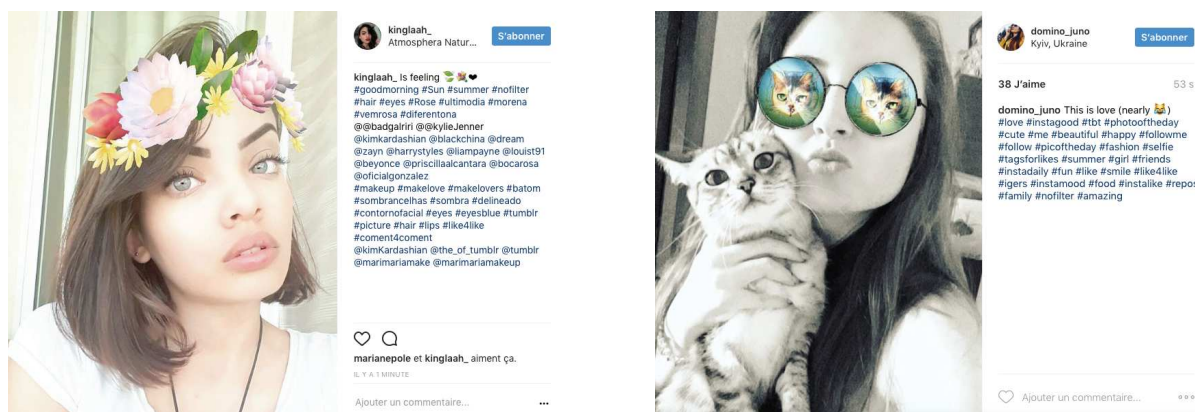 kinglaah_
Atmosphera Natur...
S'abonner
kinglaah_ Is feeling 🍃💐❤
#goodmorning #Sun #summer #nofilter
#hair #eyes #Rose #ultimodia #morena
#vemrosa #diferentona
@@badgalriri @@kylieJenner
@kimkardashian @blackchina @dream
@zayn @harrystyles @liampayne @louist91
@beyonce @priscillaalcantara @bocarosa
@oficialgonzalez
#makeup #makelove #makelovers #batom
#sombrancelhas #sombra #delineado
#contornofacial #eyes #eyesblue #tumblr
#picture #hair #lips #like4like
#coment4coment
@kimKardashian @the_of_tumblr @tumblr
@marimariamake @marimariamakeup
marianepole et kinglaah_ aiment ça.
IL Y A 1 MINUTE
Ajouter un commentaire...
domino_juno
Kyiv, Ukraine
S'abonner
38 J'aime
53 s
domino_juno This is love (nearly 😹)
#love #instagood #tbt #photooftheday
#cute #me #beautiful #happy #followme
#follow #picoftheday #fashion #selfie
#tagsforlikes #summer #girl #friends
#instadaily #fun #like #smile #like4like
#igers #instamood #food #instalike #repos
#family #nofilter #amazing
Ajouter un commentaire...